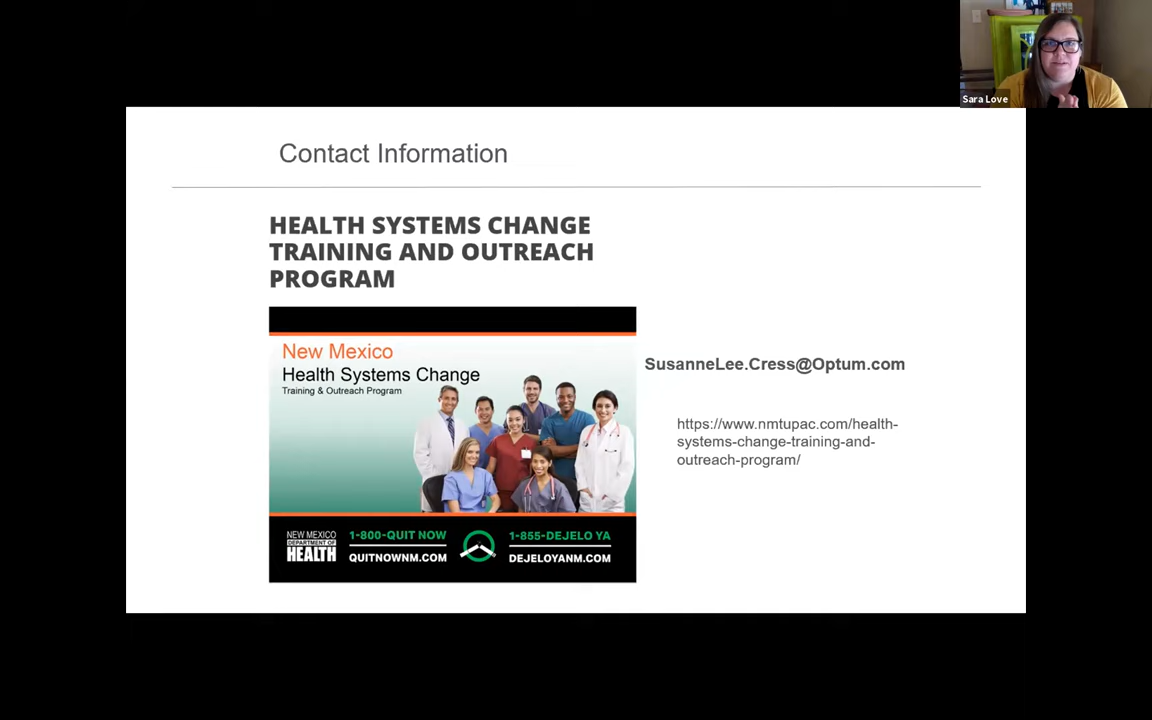 Sara Love
Contact Information
HEALTH SYSTEMS CHANGE
TRAINING AND OUTREACH
PROGRAM
New Mexico
Health Systems Change
Training & Outreach Program
NEW MEXICO
DEPARTMENT OF
HEALTH
1-800-QUIT NOW
QUITNOWNM.COM
1-855-DEJELO YA
DEJELOYANM.COM
SusanneLee.Cress@Optum.com
https://www.nmtupac.com/health-
systems-change-training-and-
outreach-program/